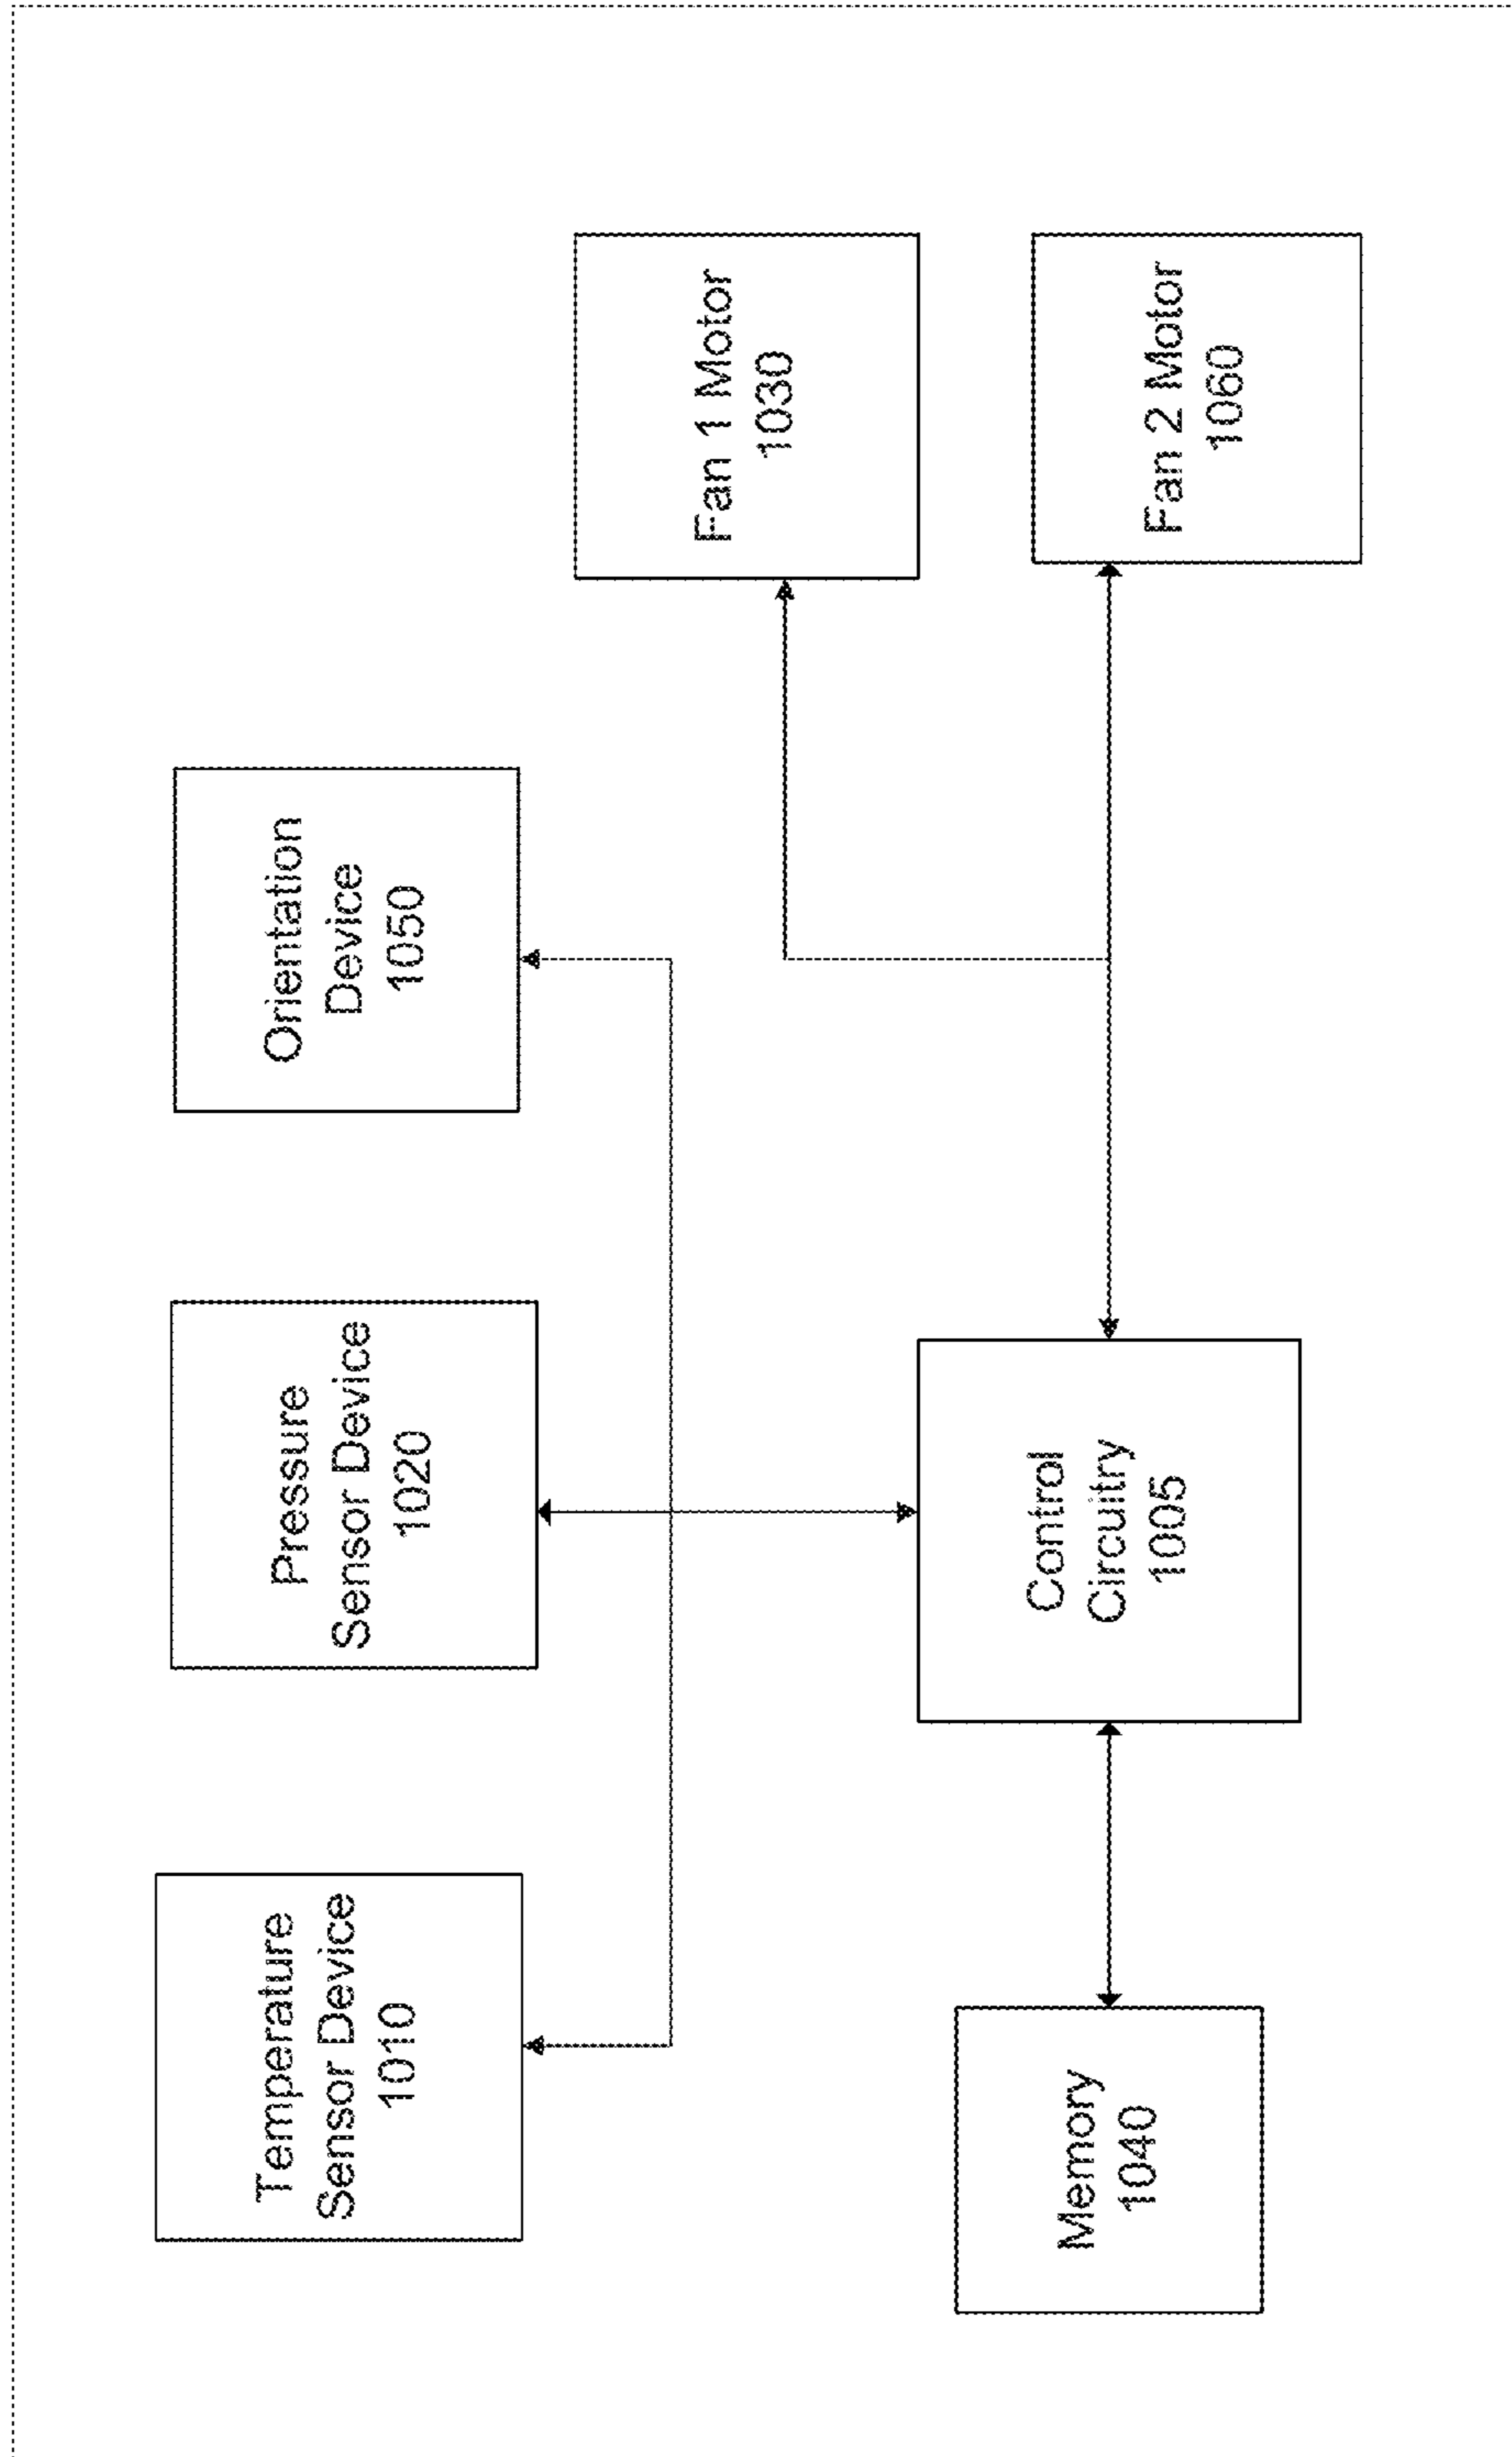 Temperature
Sensor Device
1010
Pressure
Sensor Device
1020
Orientation
Device
1050
Fan 1 Motor
1030
Memory
1040
Control
Circuitry
1005
Fan 2 Motor
1060